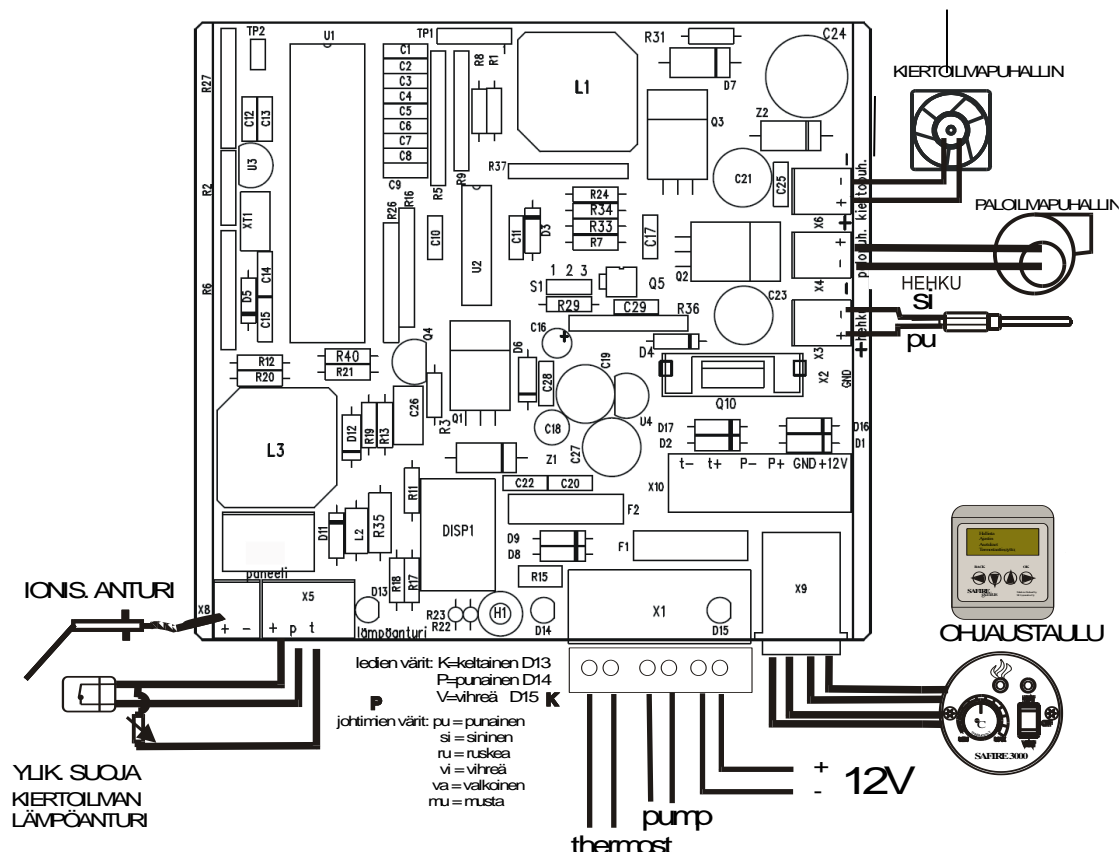 TP2
U1
TP1
R8
R1
R31
C24
D7
KIERTOILMAPUHALLIN
R27
C12
C13
C1
C2
C3
C4
C5
C6
C7
C8
C9
L1
Q3
Z2
U3
R2
XT1
R5
R9
R37
R26
R16
C21
C25
R24
R34
R33
R7
- kiertopuh. +
- +
X6
PALOILMAPUHALLIN
C10
U2
C11
D3
C17
1 2 3
S1
Q5
Q2
+ -
X4
R6
D5
C14
C15
R29
C29
R36
C23
HEHKU
si
pu
- +
X3
+hehku -
R12
R20
R40
R21
Q4
C16
+
D6
D4
C19
C28
X2
GND
Q10
R3
Q1
C26
L3
D12
R19
R13
C18
U4
C27
Z1
D17
D2
D16
D1
t- t+ P- P+ GND +12V
X10
R11
C22
C20
F2
D11
L2
R35
DISP1
D9
D8
F1
paneeli
R18
R17
R15
X9
IONIS. ANTURI
X8
+ -
X5
+ p t
D13
R23
R22
H1
D14
X1
D15
lämpöanturi
BACK
OK
SAFIRE
OHJAUSTAULU
ledien värit: K=keltainen D13
P=punainen D14
V=vihreä D15
P
K
johtimien värit: pu = punainen
si = sininen
ru = ruskea
vi = vihreä
va = valkoinen
mu = musta
°C
SAFIRE 3000
YLIK. SUOJA
KIERTOILMAN
LÄMPÖANTURI
+
- 12V
pump
thermost